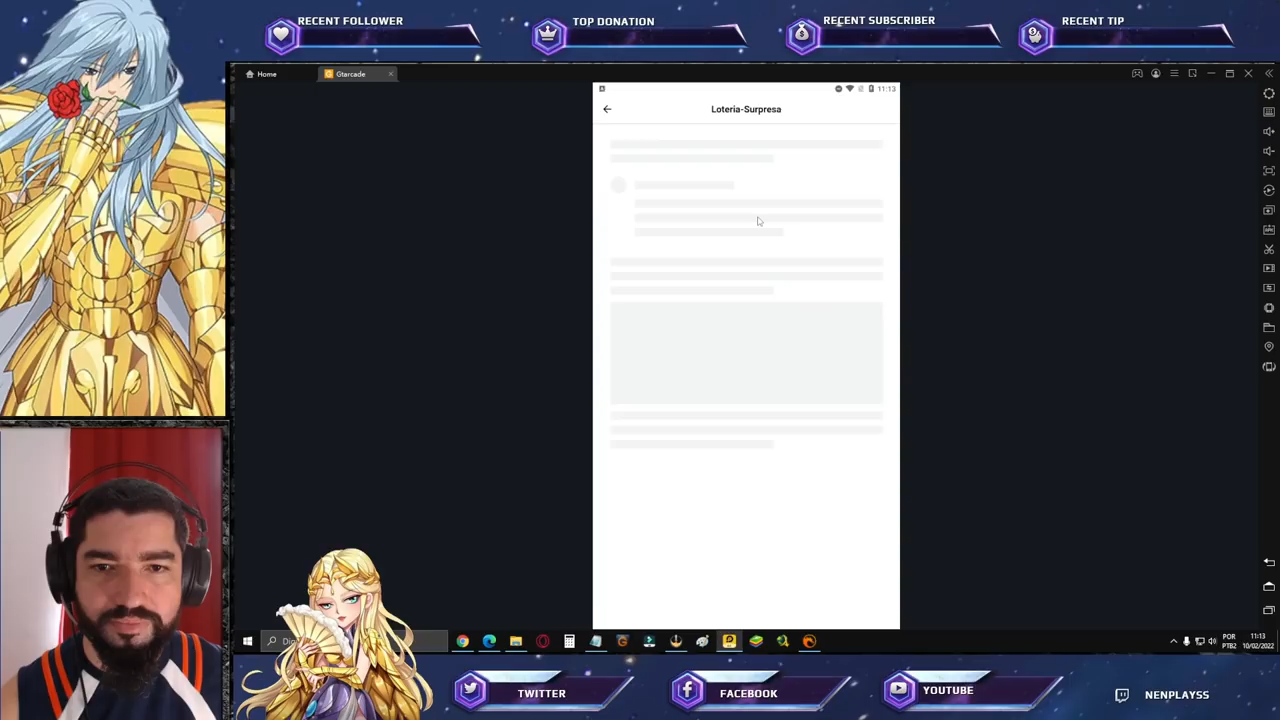 RECENT FOLLOWER
TOP DONATION
RECENT SUBSCRIBER
RECENT TIP
Home
Gtarcade
11:13
Loteria-Surpresa
POR
PTB2
11:13
10/02/2022
TWITTER
FACEBOOK
YOUTUBE
NENPLAYSS